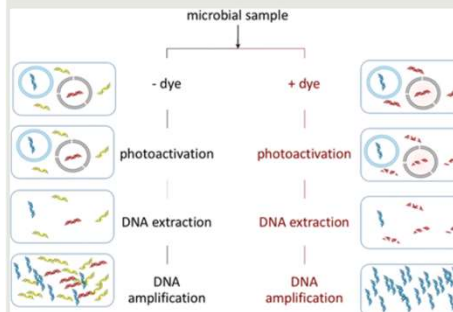 microbial sample
- dye
+ dye
photoactivation
photoactivation
DNA extraction
DNA extraction
DNA
amplification
DNA
amplification